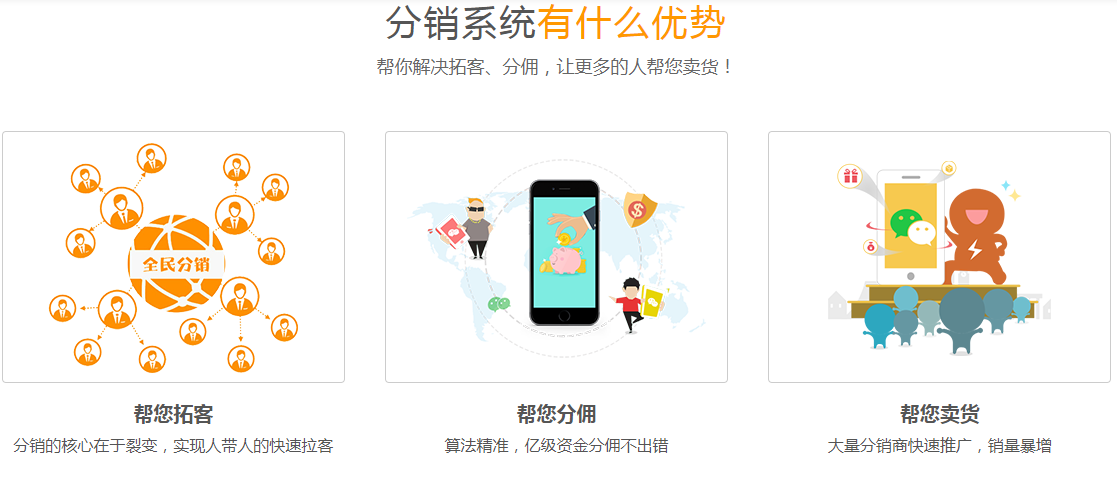 分销系统有什么优势
帮你解决拓客、分佣，让更多的人帮您卖货！
全民分销
帮您拓客
分销的核心在于裂变，实现人带人的快速拉客
帮您分佣
算法精准，亿级资金分佣不出错
帮您卖货
大量分销商快速推广，销量暴增